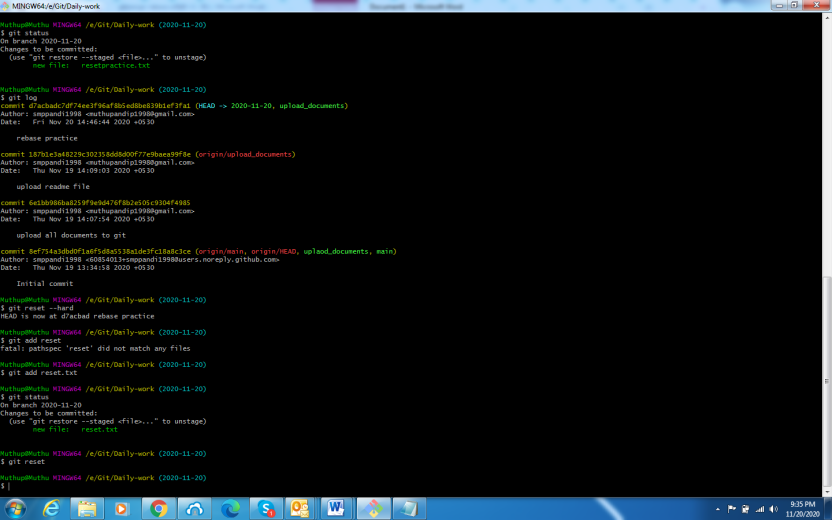 MINGW64:/e/Git/Daily-work
Muthup@Muthu MINGW64 /e/Git/Daily-work (2020-11-20)
$ git status
On branch 2020-11-20
Changes to be committed:
(use "git restore --staged <file>..." to unstage)
new file: resetpractice.txt
Muthup@Muthu MINGW64 /e/Git/Daily-work (2020-11-20)
$ git log
commit d7acbadc7df74ee3f96af8b5ed8be839b1ef3fa1 (HEAD -> 2020-11-20, upload_documents)
Author: smppandi1998 <muthupandip1998@gmail.com>
Date: Fri Nov 20 14:46:44 2020 +0530
rebase practice
commit 187b1e3a48229c302358dd8d00f77e9baea99f8e (origin/upload_documents)
Author: smppandi1998 <muthupandip1998@gmail.com>
Date: Thu Nov 19 14:09:03 2020 +0530
upload readme file
commit 6e1bb986ba8259f9e9d476f8b2e505c9304f4985
Author: smppandi1998 <muthupandip1998@gmail.com>
Date: Thu Nov 19 14:07:54 2020 +0530
upload all documents to git
commit 8ef754a3dbd0f1a6f5d8a5538a1de3fc18a8c3ce (origin/main, origin/HEAD, uplaod_documents, main)
Author: smppandi1998 <60854013+smppandi1998@users.noreply.github.com>
Date: Thu Nov 19 13:34:58 2020 +0530
Initial commit
Muthup@Muthu MINGW64 /e/Git/Daily-work (2020-11-20)
$ git reset --hard
HEAD is now at d7acbad rebase practice
Muthup@Muthu MINGW64 /e/Git/Daily-work (2020-11-20)
$ git add reset
fatal: pathspec 'reset' did not match any files
Muthup@Muthu MINGW64 /e/Git/Daily-work (2020-11-20)
$ git add reset.txt
Muthup@Muthu MINGW64 /e/Git/Daily-work (2020-11-20)
$ git status
On branch 2020-11-20
Changes to be committed:
(use "git restore --staged <file>..." to unstage)
new file: reset.txt
Muthup@Muthu MINGW64 /e/Git/Daily-work (2020-11-20)
$ git reset
Muthup@Muthu MINGW64 /e/Git/Daily-work (2020-11-20)
$
9:35 PM
11/20/2020